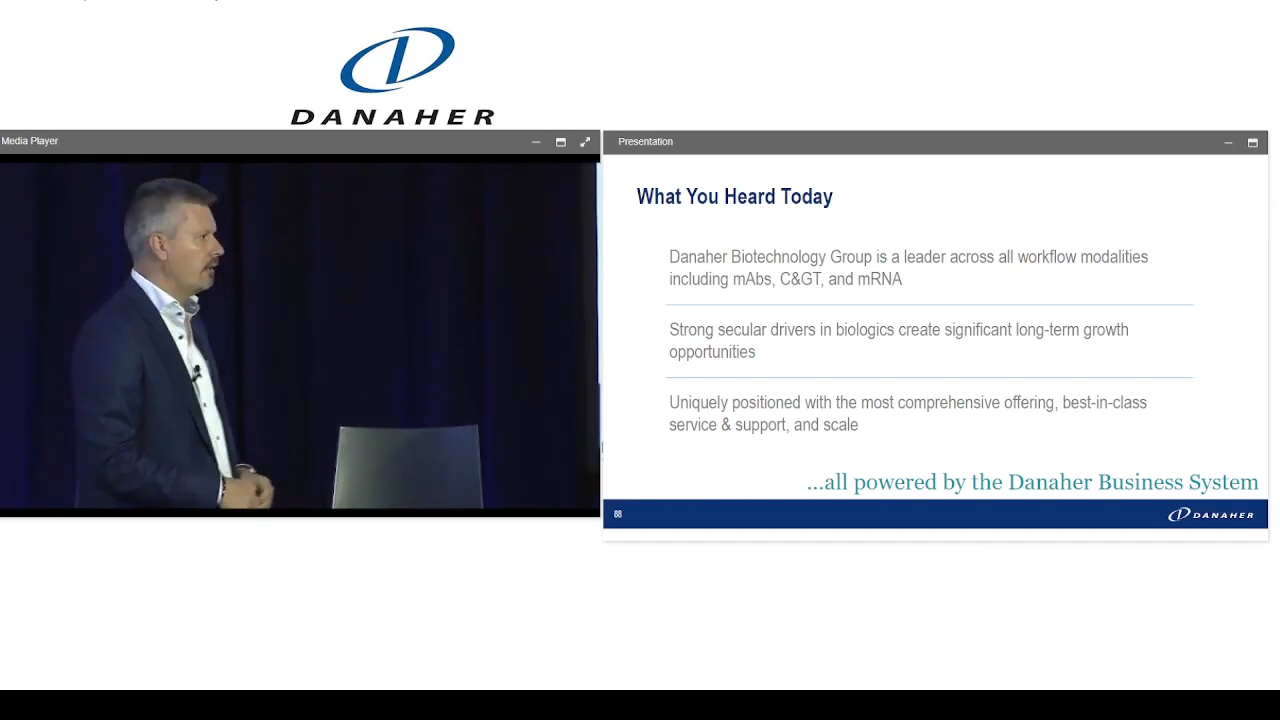 DANAHER
Media Player
Presentation
What You Heard Today
Danaher Biotechnology Group is a leader across all workflow modalities
including mAbs, C&GT, and mRNA
Strong secular drivers in biologics create significant long-term growth
opportunities
Uniquely positioned with the most comprehensive offering, best-in-class
service & support, and scale
...all powered by the Danaher Business System
88
DANAHER